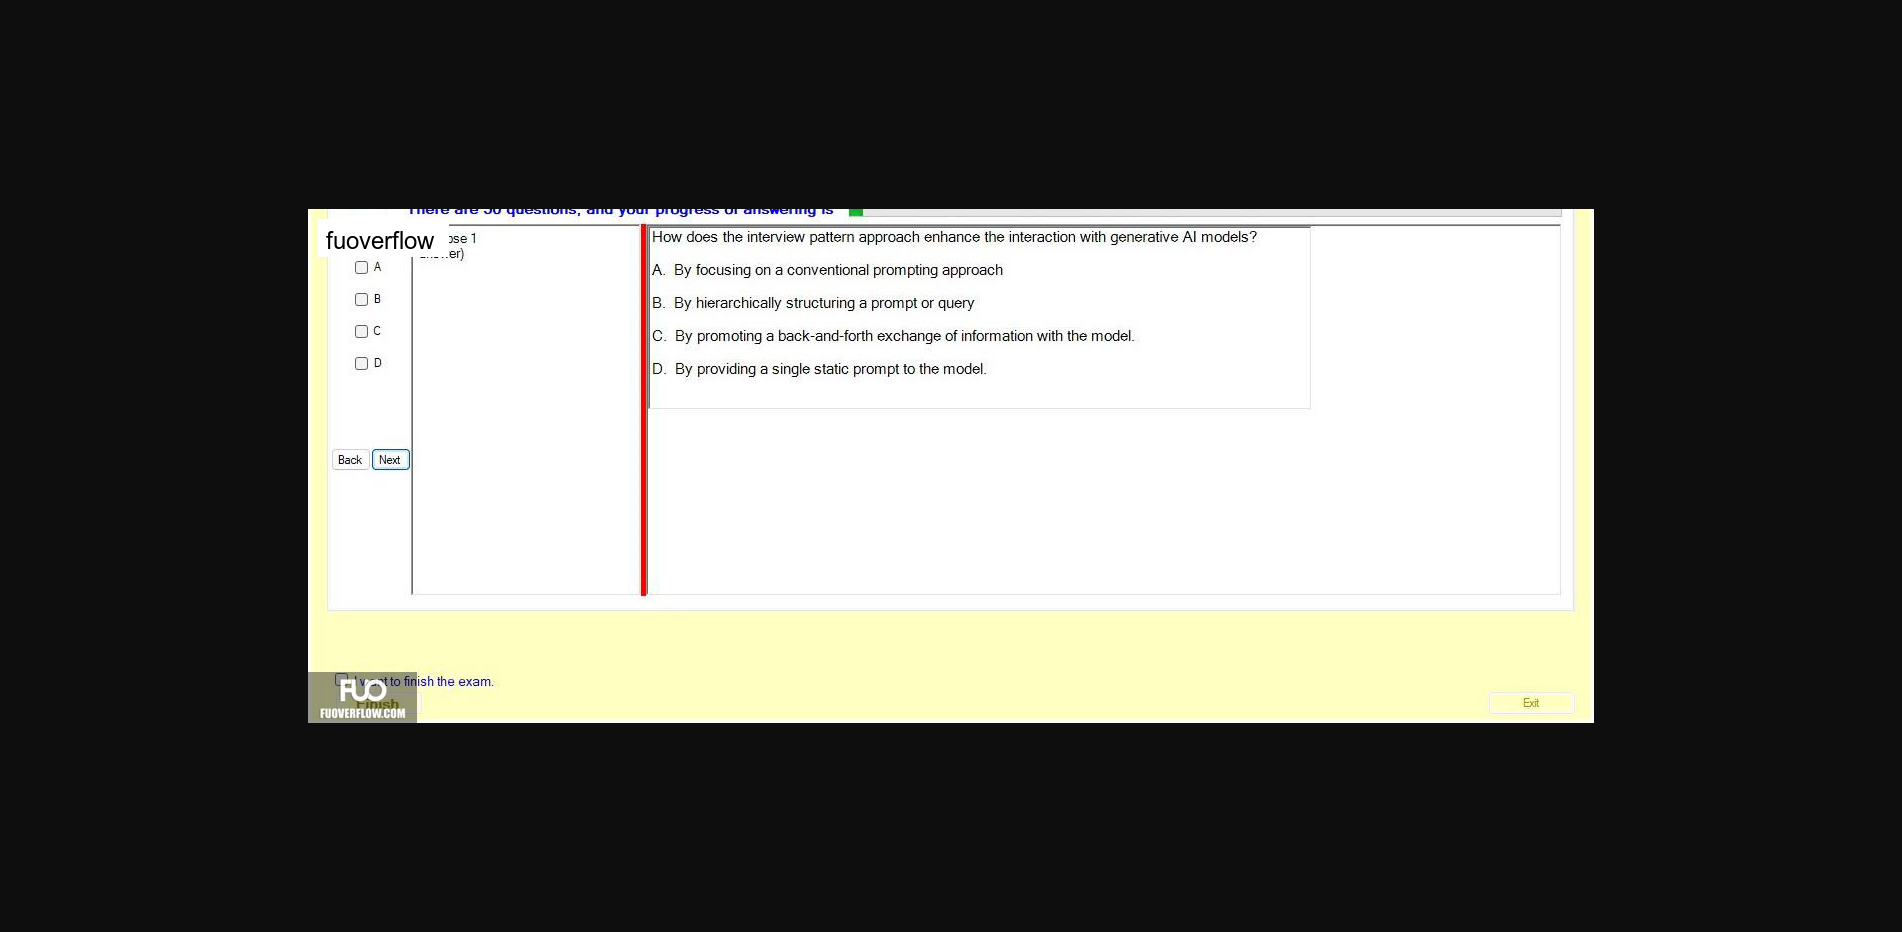 There are 50 questions, and your progress of answering is
fuoverflow
ose 1
er)
A
B
C
D
Back
Next
How does the interview pattern approach enhance the interaction with generative AI models?
A. By focusing on a conventional prompting approach
B. By hierarchically structuring a prompt or query
C. By promoting a back-and-forth exchange of information with the model.
D. By providing a single static prompt to the model.
I want to finish the exam.
Finish
FUO
FUOVERFLOW.COM
Exit